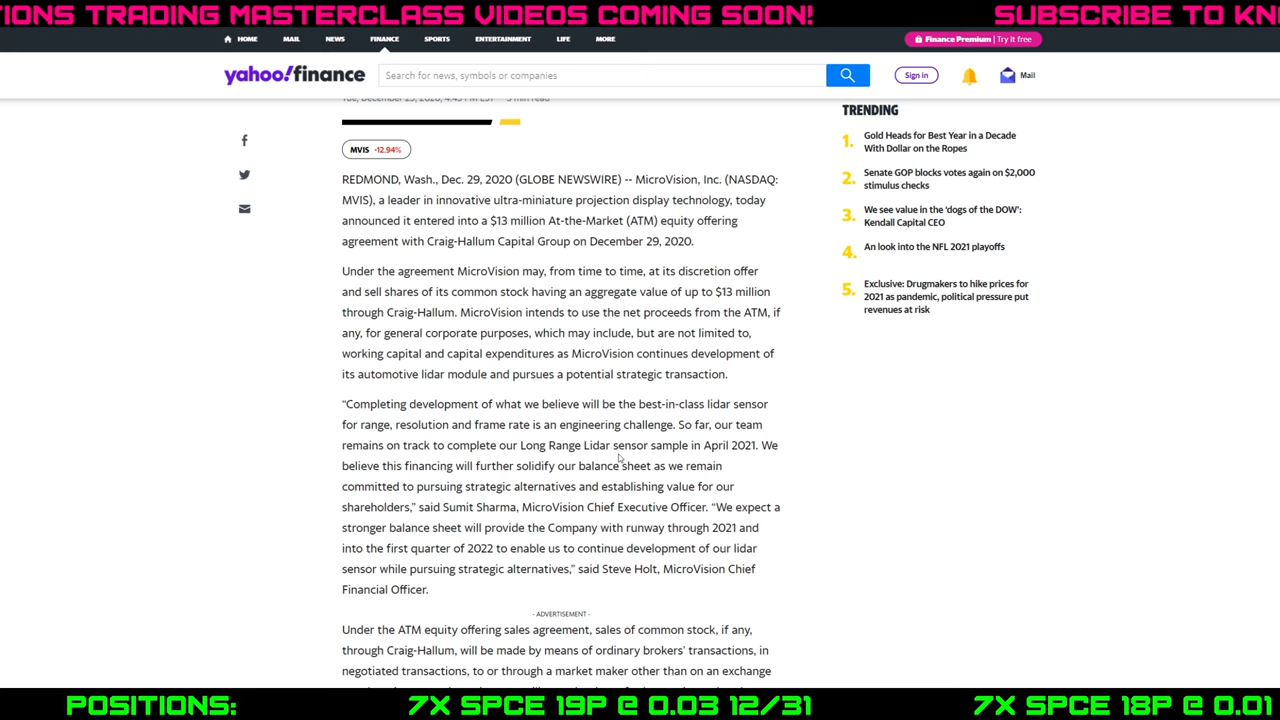 IONS TRADING MASTERCLASS VIDEOS COMING SOON! SUBSCRIBE TO KN
HOME MAIL NEWS FINANCE SPORTS ENTERTAINMENT LIFE MORE Finance Premium | Try it free
yahoo!finance Search for news, symbols or companies Sign in Mail
Tue, December 29, 2020, 4:45 PM EST · 3 min read
MVIS -12.94%
REDMOND, Wash., Dec. 29, 2020 (GLOBE NEWSWIRE) -- MicroVision, Inc. (NASDAQ:
MVIS), a leader in innovative ultra-miniature projection display technology, today
announced it entered into a $13 million At-the-Market (ATM) equity offering
agreement with Craig-Hallum Capital Group on December 29, 2020.
Under the agreement MicroVision may, from time to time, at its discretion offer
and sell shares of its common stock having an aggregate value of up to $13 million
through Craig-Hallum. MicroVision intends to use the net proceeds from the ATM, if
any, for general corporate purposes, which may include, but are not limited to,
working capital and capital expenditures as MicroVision continues development of
its automotive lidar module and pursues a potential strategic transaction.
“Completing development of what we believe will be the best-in-class lidar sensor
for range, resolution and frame rate is an engineering challenge. So far, our team
remains on track to complete our Long Range Lidar sensor sample in April 2021. We
believe this financing will further solidify our balance sheet as we remain
committed to pursuing strategic alternatives and establishing value for our
shareholders,” said Sumit Sharma, MicroVision Chief Executive Officer. “We expect a
stronger balance sheet will provide the Company with runway through 2021 and
into the first quarter of 2022 to enable us to continue development of our lidar
sensor while pursuing strategic alternatives,” said Steve Holt, MicroVision Chief
Financial Officer.
- ADVERTISEMENT -
Under the ATM equity offering sales agreement, sales of common stock, if any,
through Craig-Hallum, will be made by means of ordinary brokers’ transactions, in
negotiated transactions, to or through a market maker other than on an exchange
TRENDING
1. Gold Heads for Best Year in a Decade
With Dollar on the Ropes
2. Senate GOP blocks votes again on $2,000
stimulus checks
3. We see value in the ‘dogs of the DOW’:
Kendall Capital CEO
4. An look into the NFL 2021 playoffs
5. Exclusive: Drugmakers to hike prices for
2021 as pandemic, political pressure put
revenues at risk
POSITIONS: 7X SPCE 19P @ 0.03 12/31 7X SPCE 18P @ 0.01